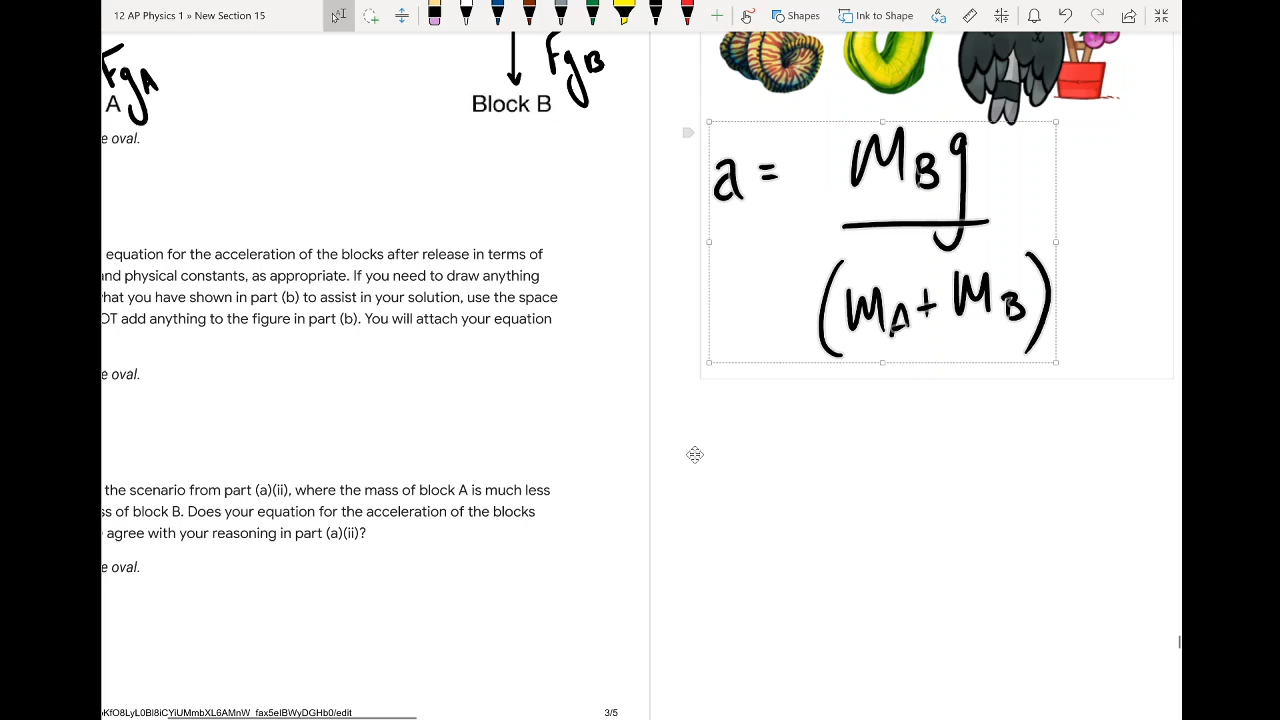 12 AP Physics 1 » New Section 15
Shapes
Ink to Shape
FgA
FgB
A
Block B
e oval.
equation for the acceleration of the blocks after release in terms of
and physical constants, as appropriate. If you need to draw anything
hat you have shown in part (b) to assist in your solution, use the space
OT add anything to the figure in part (b). You will attach your equation
e oval.
the scenario from part (a)(ii), where the mass of block A is much less
ss of block B. Does your equation for the acceleration of the blocks
agree with your reasoning in part (a)(ii)?
e oval.
3/5
a = MBg
(MA + MB)